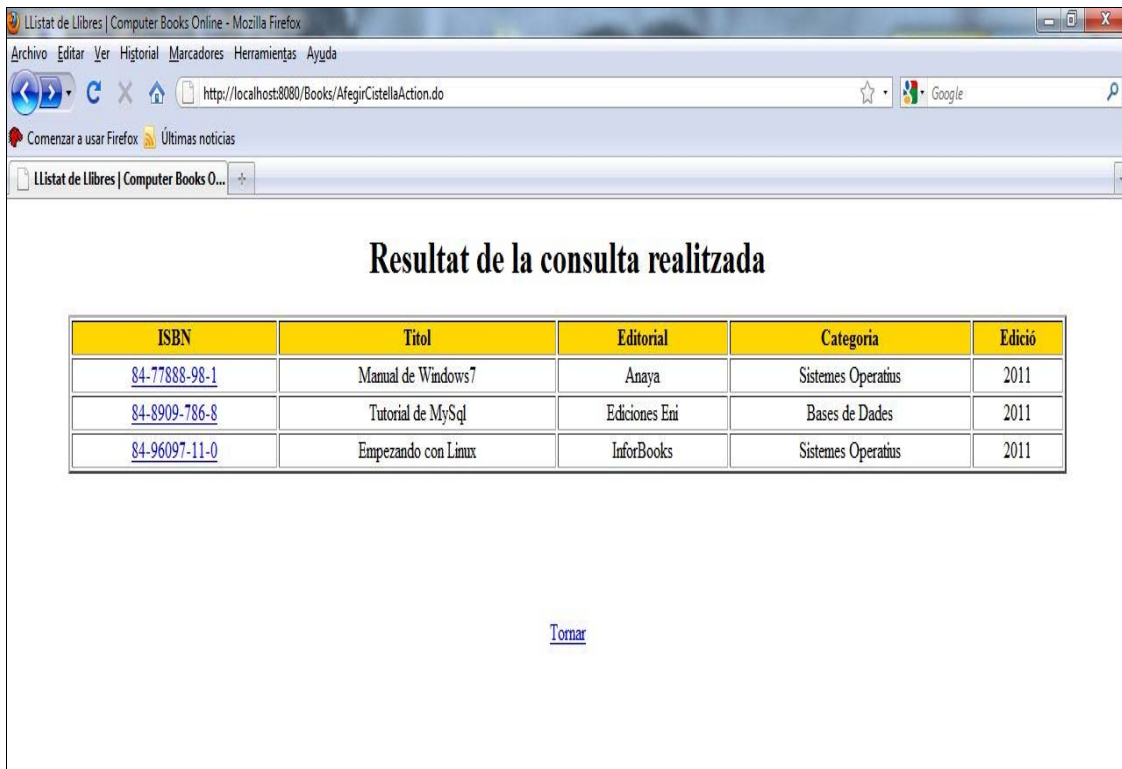 LListat de Llibres | Computer Books Online - Mozilla Firefox
Archivo Editar Ver Historial Marcadores Herramientas Ayuda
http://localhost:8080/Books/AfegirCistellaAction.do Google
Comenzar a usar Firefox Últimas noticias
LListat de Llibres | Computer Books O...
Resultat de la consulta realitzada
ISBN Titol Editorial Categoria Edició
84-77888-98-1 Manual de Windows7 Anaya Sistemes Operatius 2011
84-8909-786-8 Tutorial de MySql Ediciones Eni Bases de Dades 2011
84-96097-11-0 Empezando con Linux InforBooks Sistemes Operatius 2011
Tornar